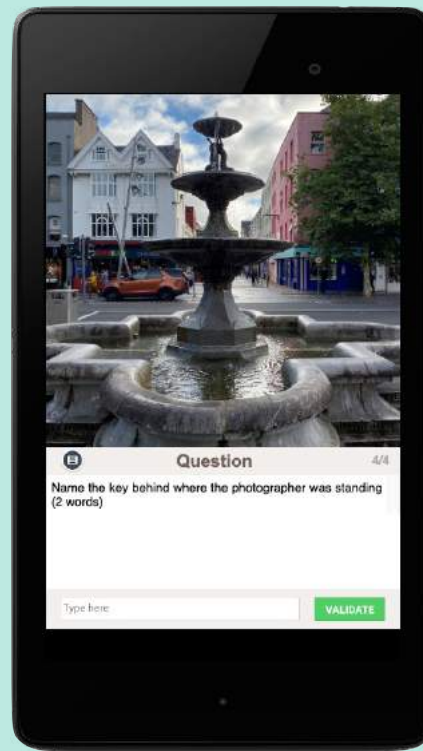 Question
4/4
Name the key behind where the photographer was standing
(2 words)
Type here
VALIDATE